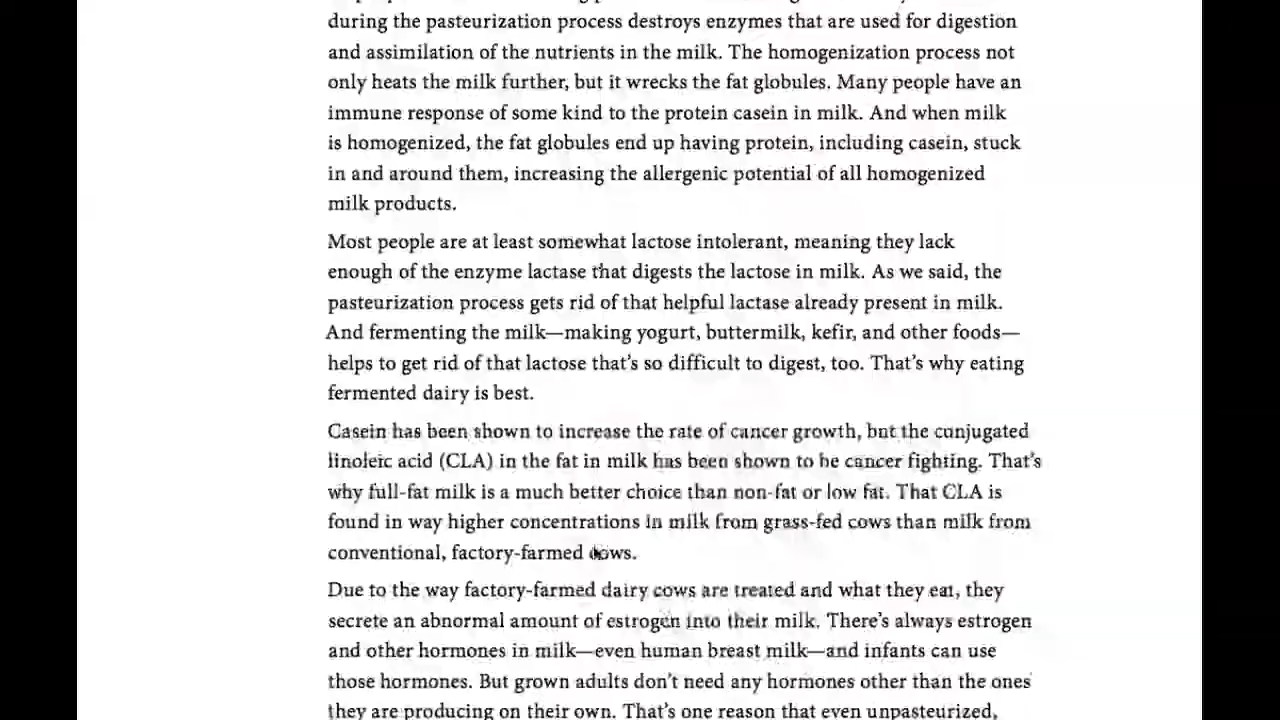 during the pasteurization process destroys enzymes that are used for digestion
and assimilation of the nutrients in the milk. The homogenization process not
only heats the milk further, but it wrecks the fat globules. Many people have an
immune response of some kind to the protein casein in milk. And when milk
is homogenized, the fat globules end up having protein, including casein, stuck
in and around them, increasing the allergenic potential of all homogenized
milk products.
Most people are at least somewhat lactose intolerant, meaning they lack
enough of the enzyme lactase that digests the lactose in milk. As we said, the
pasteurization process gets rid of that helpful lactase already present in milk.
And fermenting the milk—making yogurt, buttermilk, kefir, and other foods—
helps to get rid of that lactose that's so difficult to digest, too. That's why eating
fermented dairy is best.
Casein has been shown to increase the rate of cancer growth, but the conjugated
linoleic acid (CLA) in the fat in milk has been shown to be cancer fighting. That's
why full-fat milk is a much better choice than non-fat or low fat. That CLA is
found in way higher concentrations in milk from grass-fed cows than milk from
conventional, factory-farmed cows.
Due to the way factory-farmed dairy cows are treated and what they eat, they
secrete an abnormal amount of estrogen into their milk. There's always estrogen
and other hormones in milk—even human breast milk—and infants can use
those hormones. But grown adults don't need any hormones other than the ones
they are producing on their own. That's one reason that even unpasteurized,